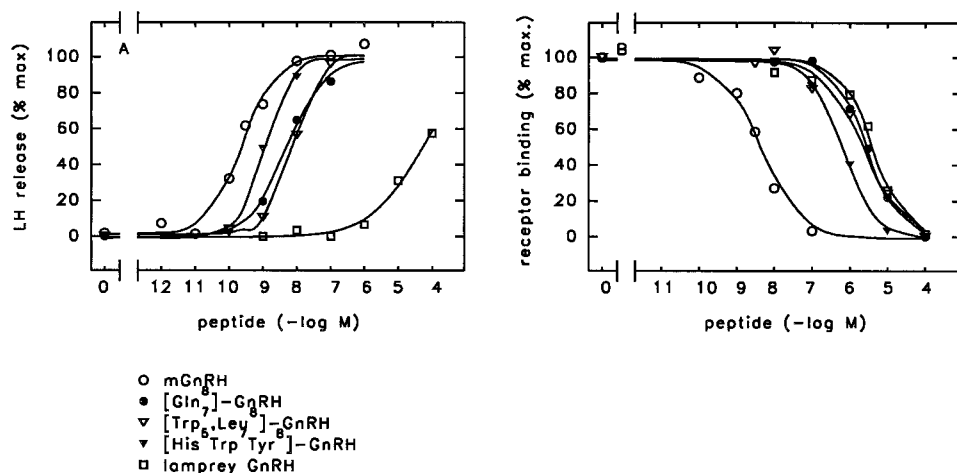 A
LH release (% max)
100
80
60
40
20
0
0 12 11 10 9 8 7 6 5 4 3
peptide (-log M)
B
receptor binding (% max.)
100
80
60
40
20
0
0 11 10 9 8 7 6 5 4 3
peptide (-log M)
mGnRH
[Gln⁸]-GnRH
[Trp⁷,Leu⁸]-GnRH
[His⁵Trp⁷Tyr⁸]-GnRH
lamprey GnRH